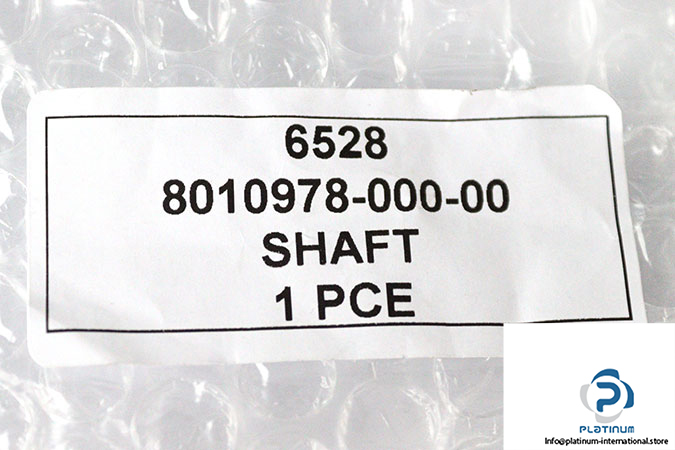 6528
8010978-000-00
SHAFT
1 PCE
PLATINUM
Info@platinum-international.store